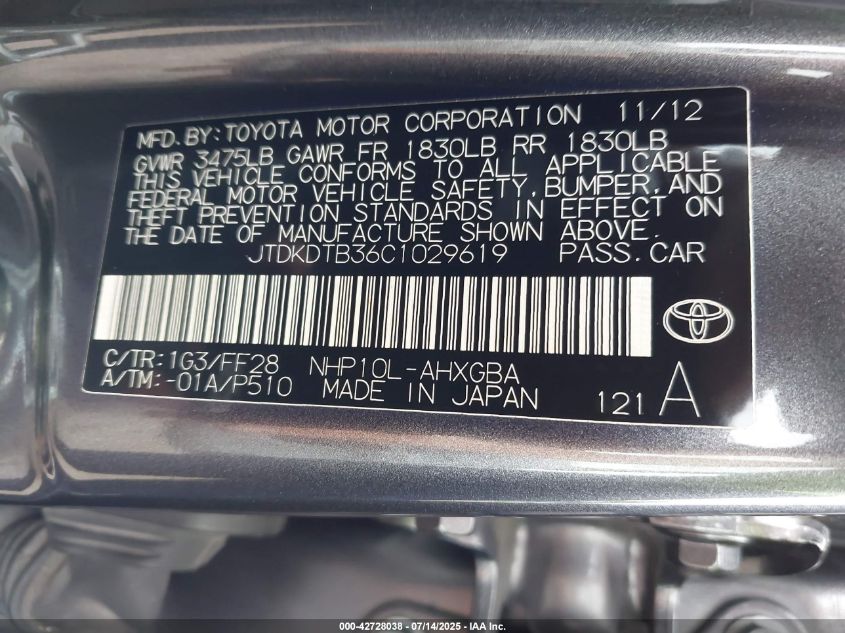 MFD. BY: TOYOTA MOTOR CORPORATION 11/12
GVWR 3475LB GAWR FR 1830LB RR 1830LB
THIS VEHICLE CONFORMS TO ALL APPLICABLE
FEDERAL MOTOR VEHICLE SAFETY, BUMPER, AND
THEFT PREVENTION STANDARDS IN EFFECT ON
THE DATE OF MANUFACTURE SHOWN ABOVE.
JTDKDTB36C1029619 PASS. CAR
C/TR: 1G3/FF28 NHP10L-AHXGBA
A/TM: -01A/P510 MADE IN JAPAN 121 A
000-42728038 - 07/14/2025 - IAA Inc.